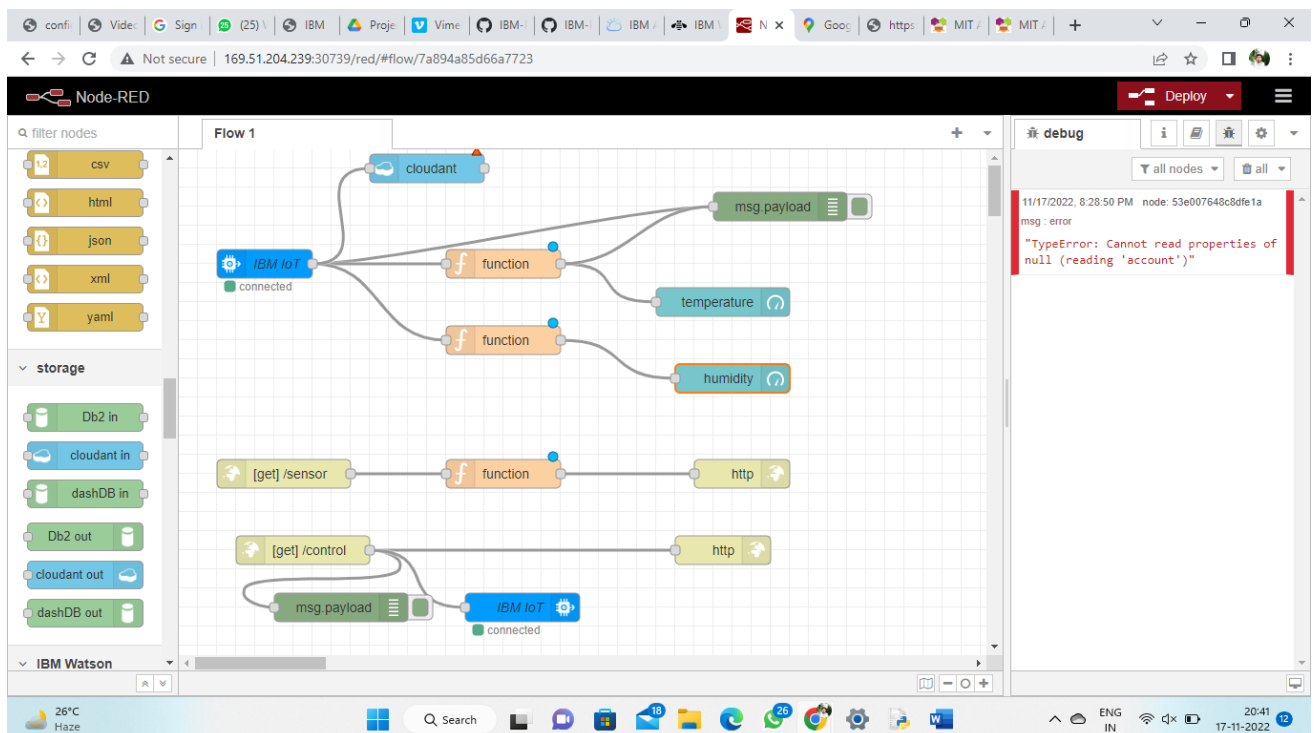 confi Videc Sign (25) \ IBM Proje Vime IBM- IBM- IBM / IBM \ N Goog https MIT / MIT /
Not secure 169.51.204.239:30739/red/#flow/7a894a85d66a7723
Node-RED Deploy
filter nodes Flow 1 debug i
csv
html
json
xml
yaml
storage
Db2 in
cloudant in
dashDB in
Db2 out
cloudant out
dashDB out
IBM Watson
cloudant
msg.payload
IBM IoT
connected
function
temperature
function
humidity
[get] /sensor function http
[get] /control http
msg.payload IBM IoT
connected
all nodes all
11/17/2022, 8:28:50 PM node: 53e007648c8dfe1a
msg : error
"TypeError: Cannot read properties of
null (reading 'account')"
26°C
Haze
Search
18
26
ENG
IN
20:41
17-11-2022
12